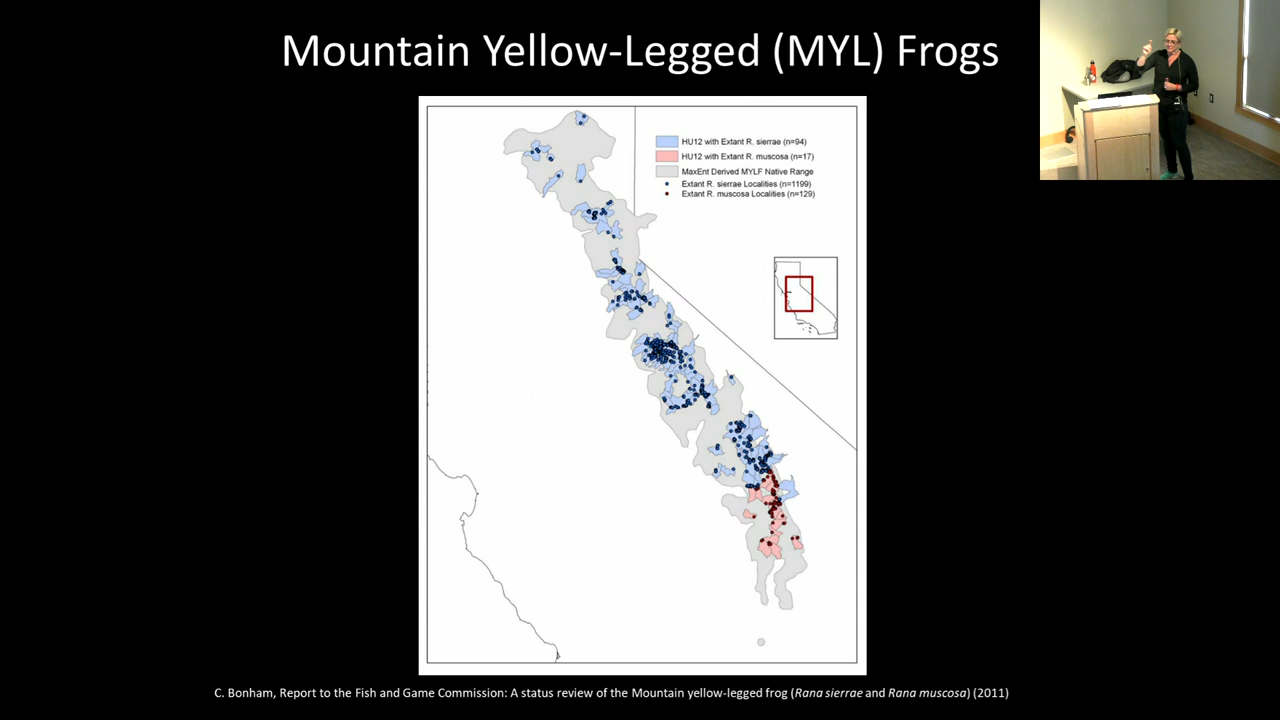 Mountain Yellow-Legged (MYL) Frogs
HU12 with Extant R. sierrae (n=94)
HU12 with Extant R. muscosa (n=17)
MaxEnt Derived MYLF Native Range
Extant R. sierrae Localities (n=1199)
Extant R. muscosa Localities (n=129)
C. Bonham, Report to the Fish and Game Commission: A status review of the Mountain yellow-legged frog (Rana sierrae and Rana muscosa) (2011)